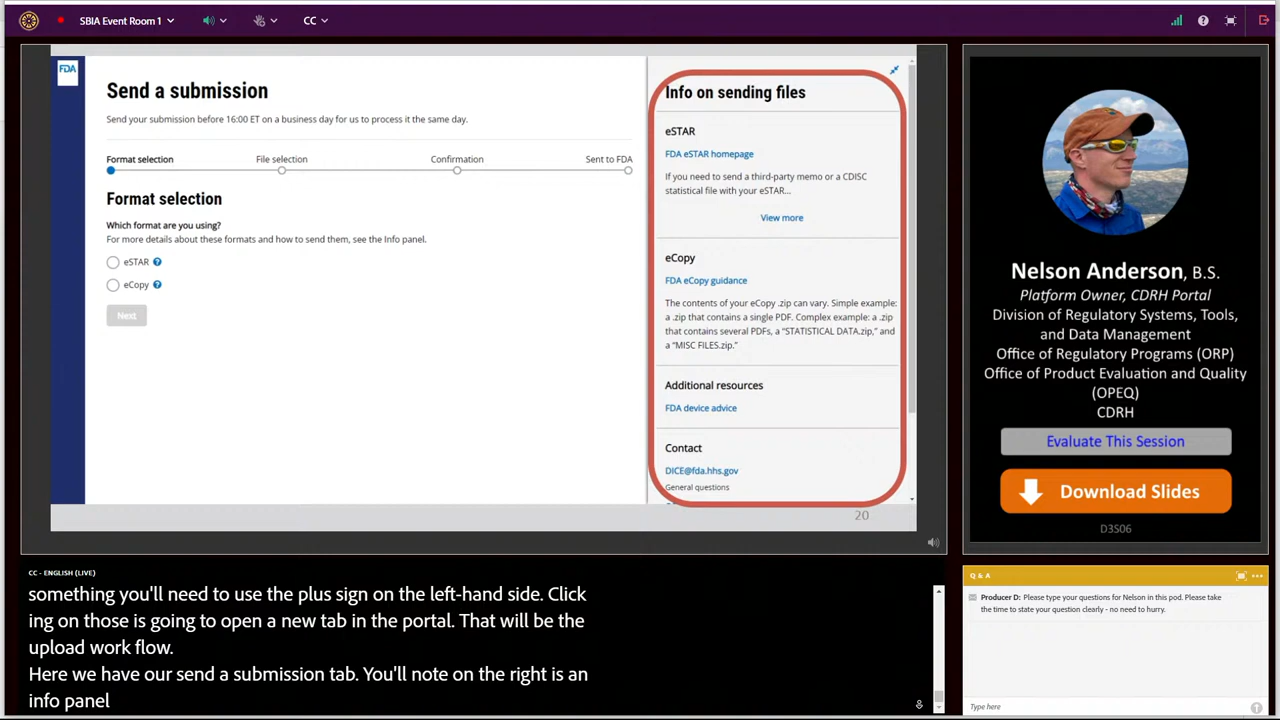 SBIA Event Room 1
CC
FDA
Send a submission
Send your submission before 16:00 ET on a business day for us to process it the same day.
Format selection
File selection
Confirmation
Sent to FDA
Format selection
Which format are you using?
For more details about these formats and how to send them, see the Info panel.
eSTAR
eCopy
Next
Info on sending files
eSTAR
FDA eSTAR homepage
If you need to send a third-party memo or a CDISC
statistical file with your eSTAR...
View more
eCopy
FDA eCopy guidance
The contents of your eCopy .zip can vary. Simple example:
a .zip that contains a single PDF. Complex example: a .zip
that contains several PDFs, a “STATISTICAL DATA.zip,” and
a “MISC FILES.zip.”
Additional resources
FDA device advice
Contact
DICE@fda.hhs.gov
General questions
20
Nelson Anderson, B.S.
Platform Owner, CDRH Portal
Division of Regulatory Systems, Tools,
and Data Management
Office of Regulatory Programs (ORP)
Office of Product Evaluation and Quality
(OPEQ)
CDRH
Evaluate This Session
Download Slides
D3S06
CC - ENGLISH (LIVE)
something you'll need to use the plus sign on the left-hand side. Click
ing on those is going to open a new tab in the portal. That will be the
upload work flow.
Here we have our send a submission tab. You'll note on the right is an
info panel
Q & A
Producer D: Please type your questions for Nelson in this pod. Please take
the time to state your question clearly - no need to hurry.
Type here